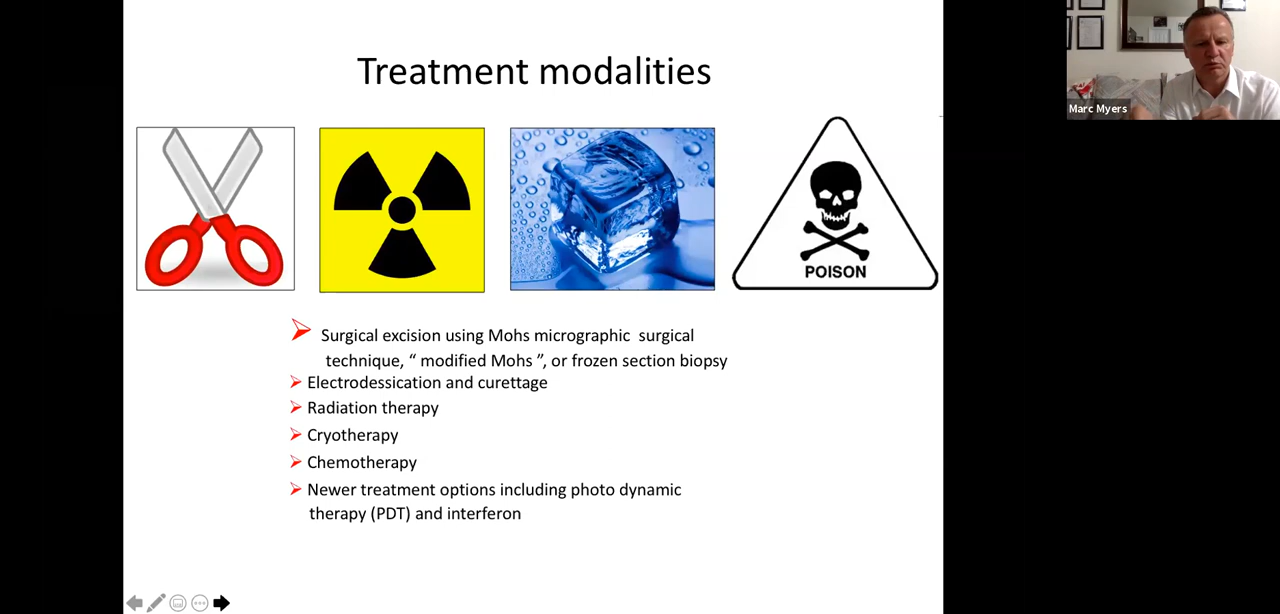 Treatment modalities
Marc Myers
POISON
Surgical excision using Mohs micrographic  surgical
technique, “ modified Mohs ”, or frozen section biopsy
Electrodessication and curettage
Radiation therapy
Cryotherapy
Chemotherapy
Newer treatment options including photo dynamic
therapy (PDT) and interferon